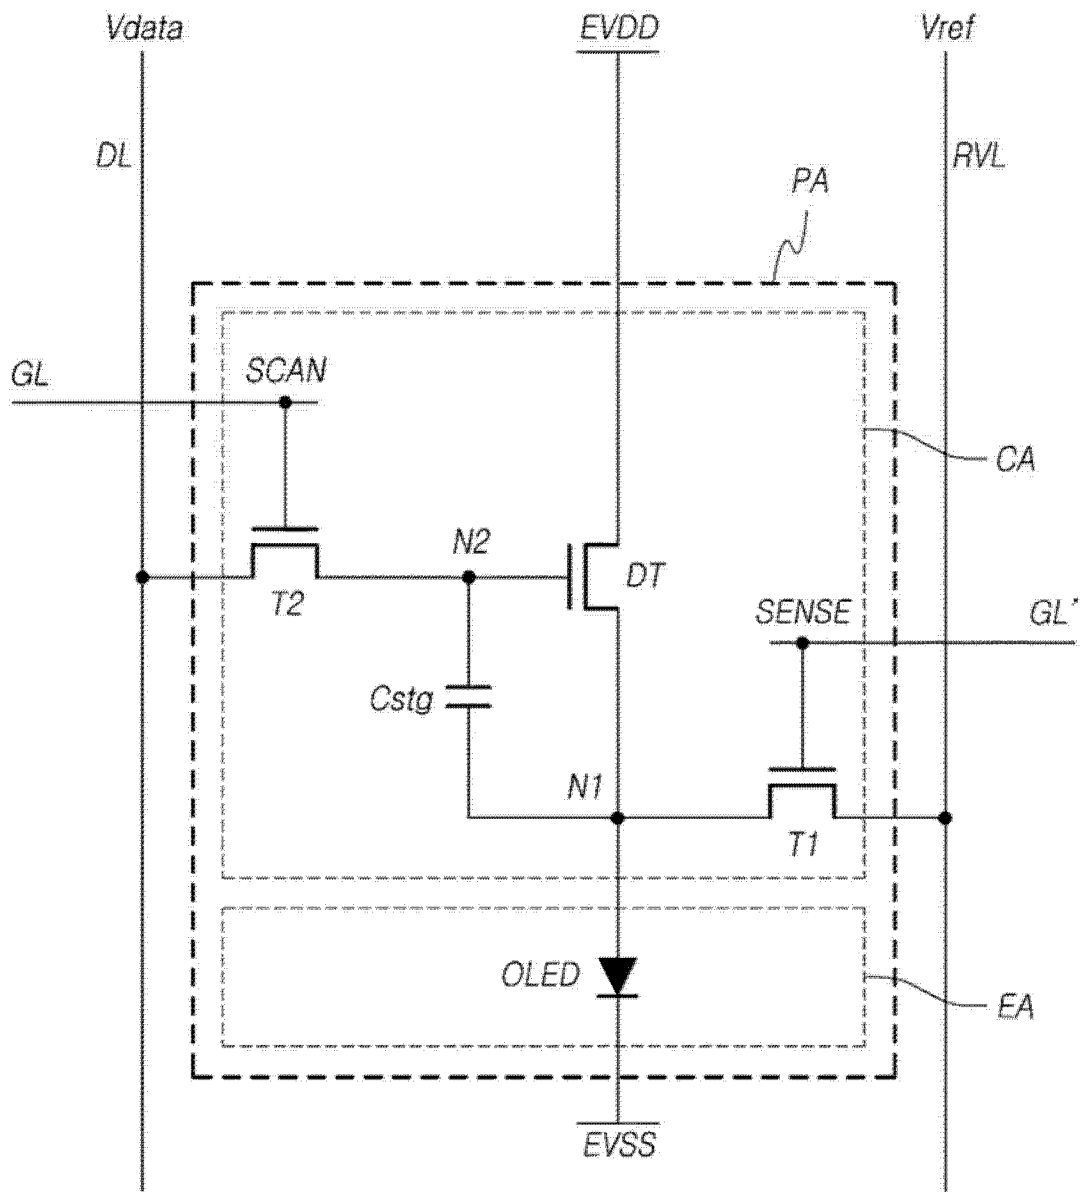 Vdata
EVDD
Vref
DL
RVL
PA
GL
SCAN
CA
N2
DT
T2
SENSE
GL'
Cstg
N1
T1
OLED
EA
EVSS